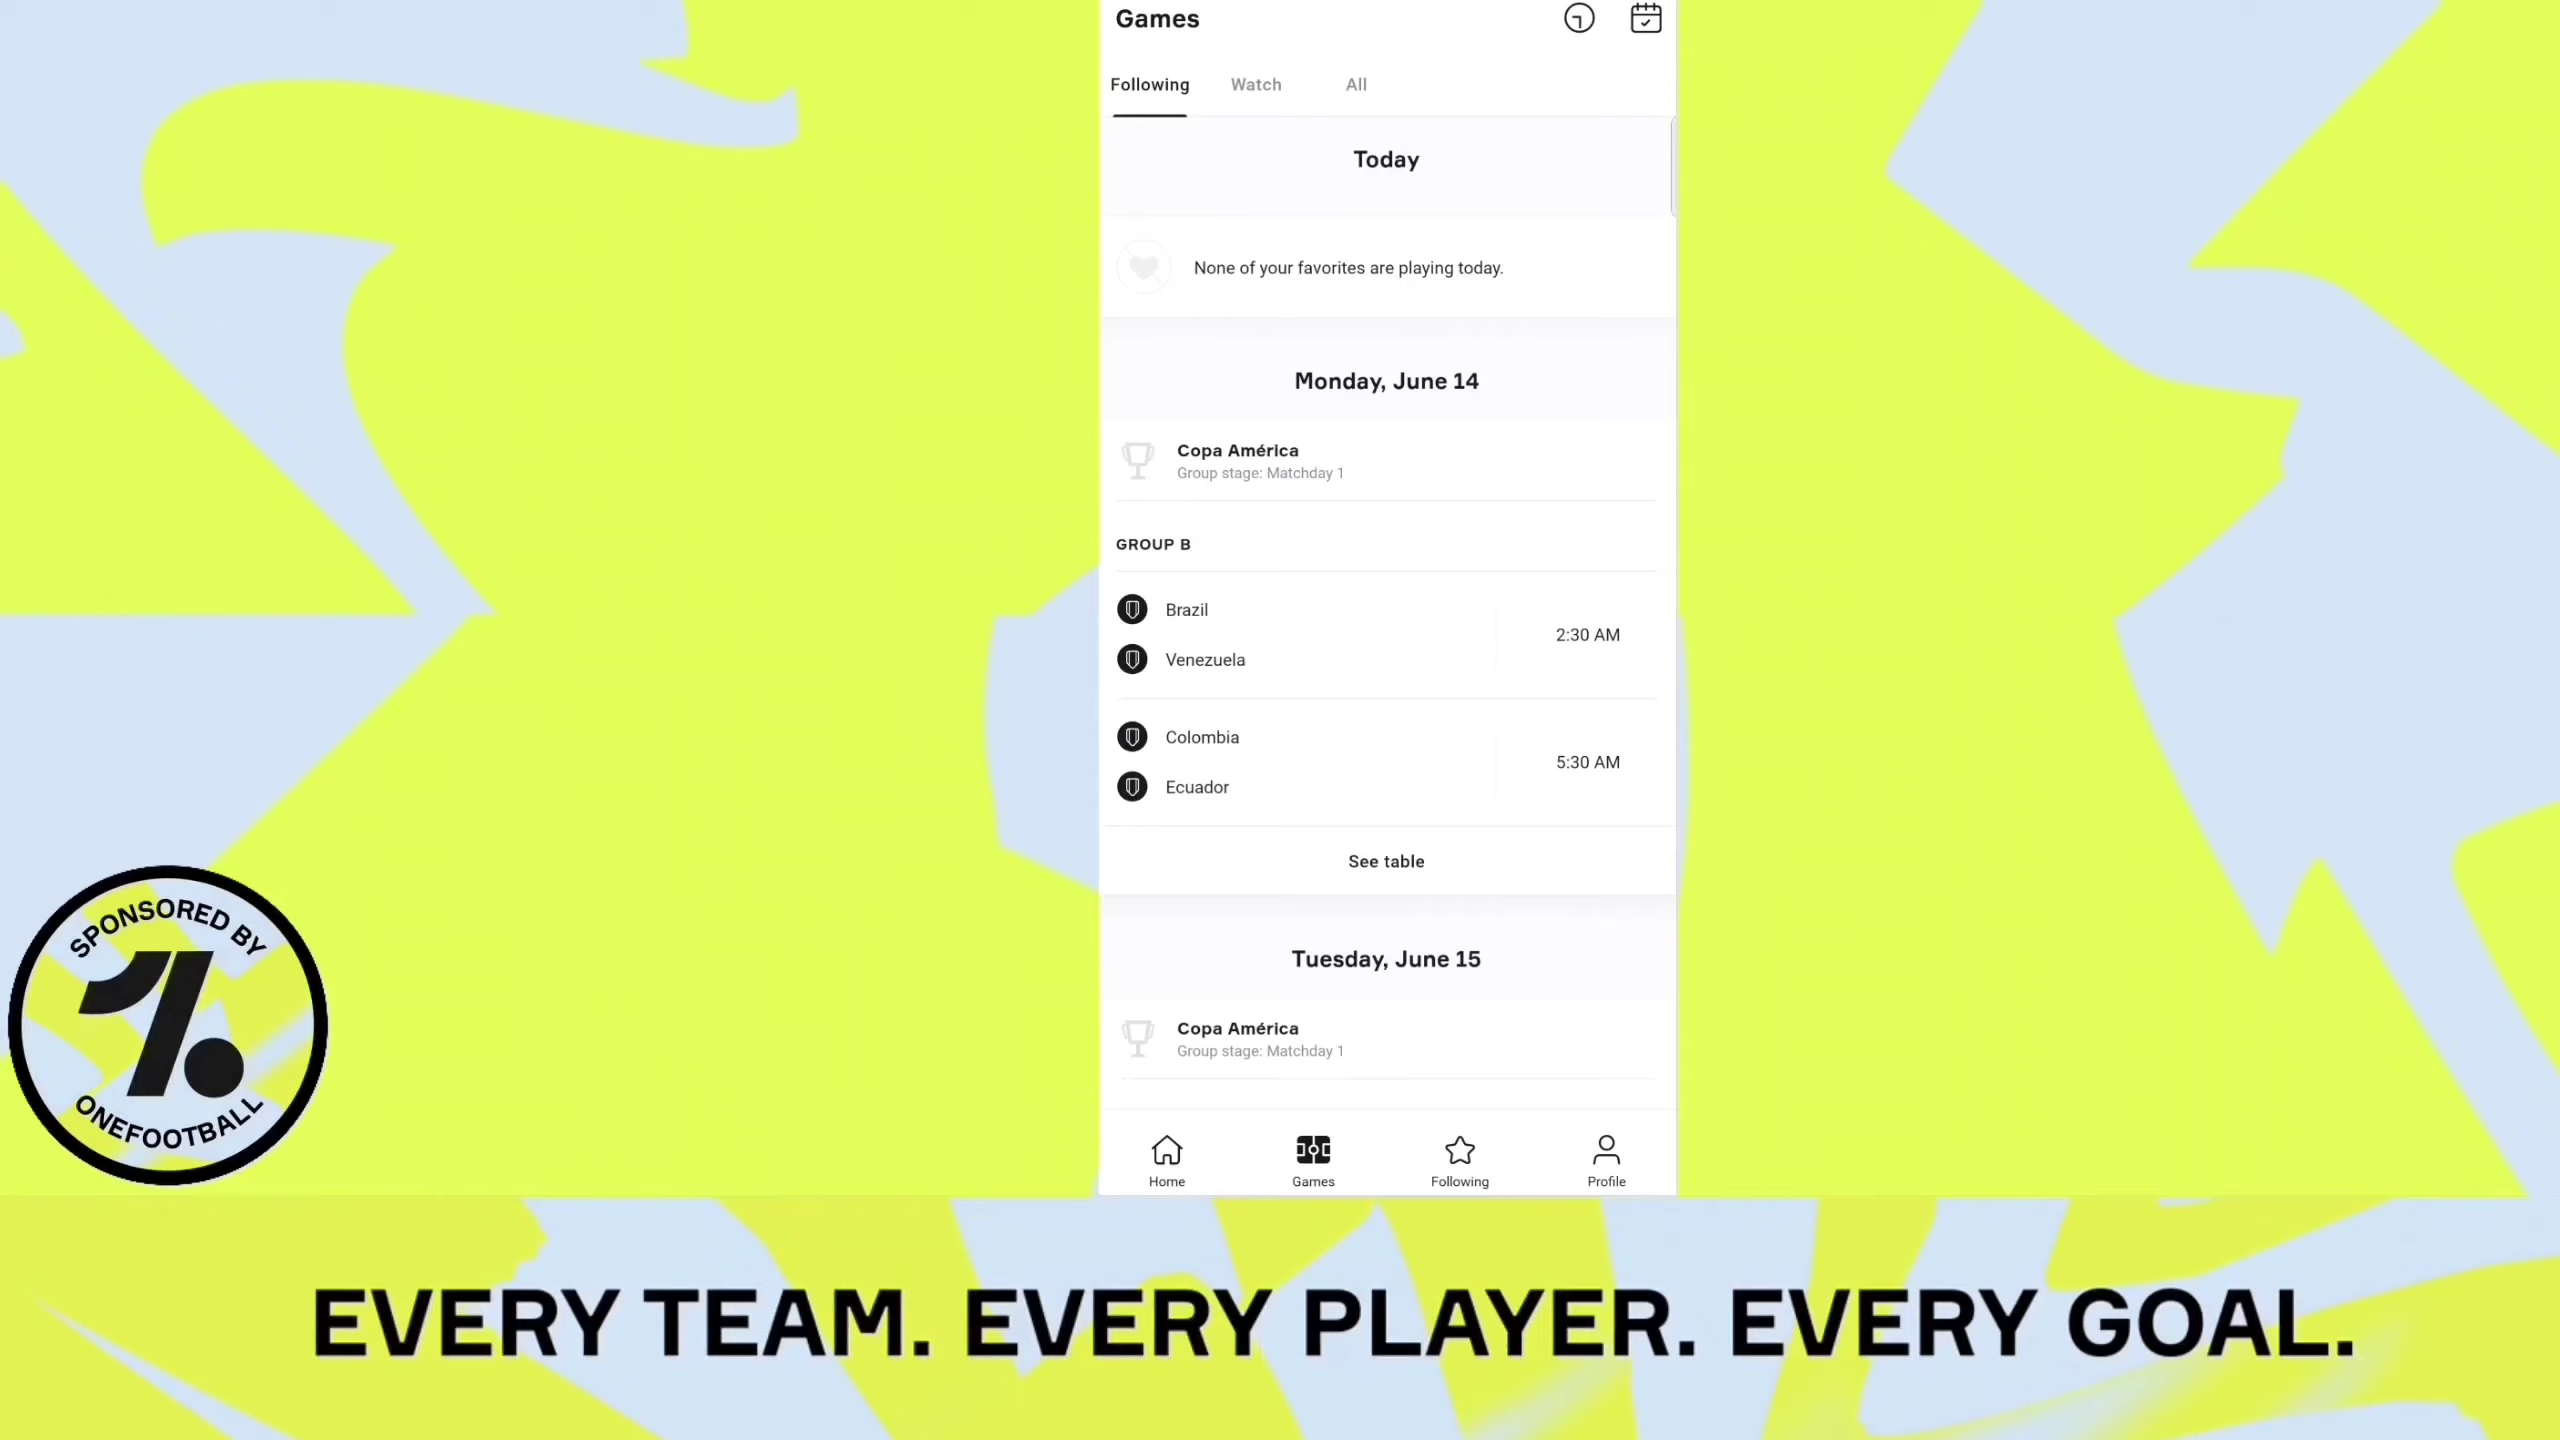 Games
Following Watch All
Today
None of your favorites are playing today.
Monday, June 14
Copa América
Group stage: Matchday 1
GROUP B
Brazil
2:30 AM
Venezuela
Colombia
5:30 AM
Ecuador
See table
Tuesday, June 15
Copa América
Group stage: Matchday 1
Home Games Following Profile
SPONSORED BY
ONEFOOTBALL
EVERY TEAM. EVERY PLAYER. EVERY GOAL.